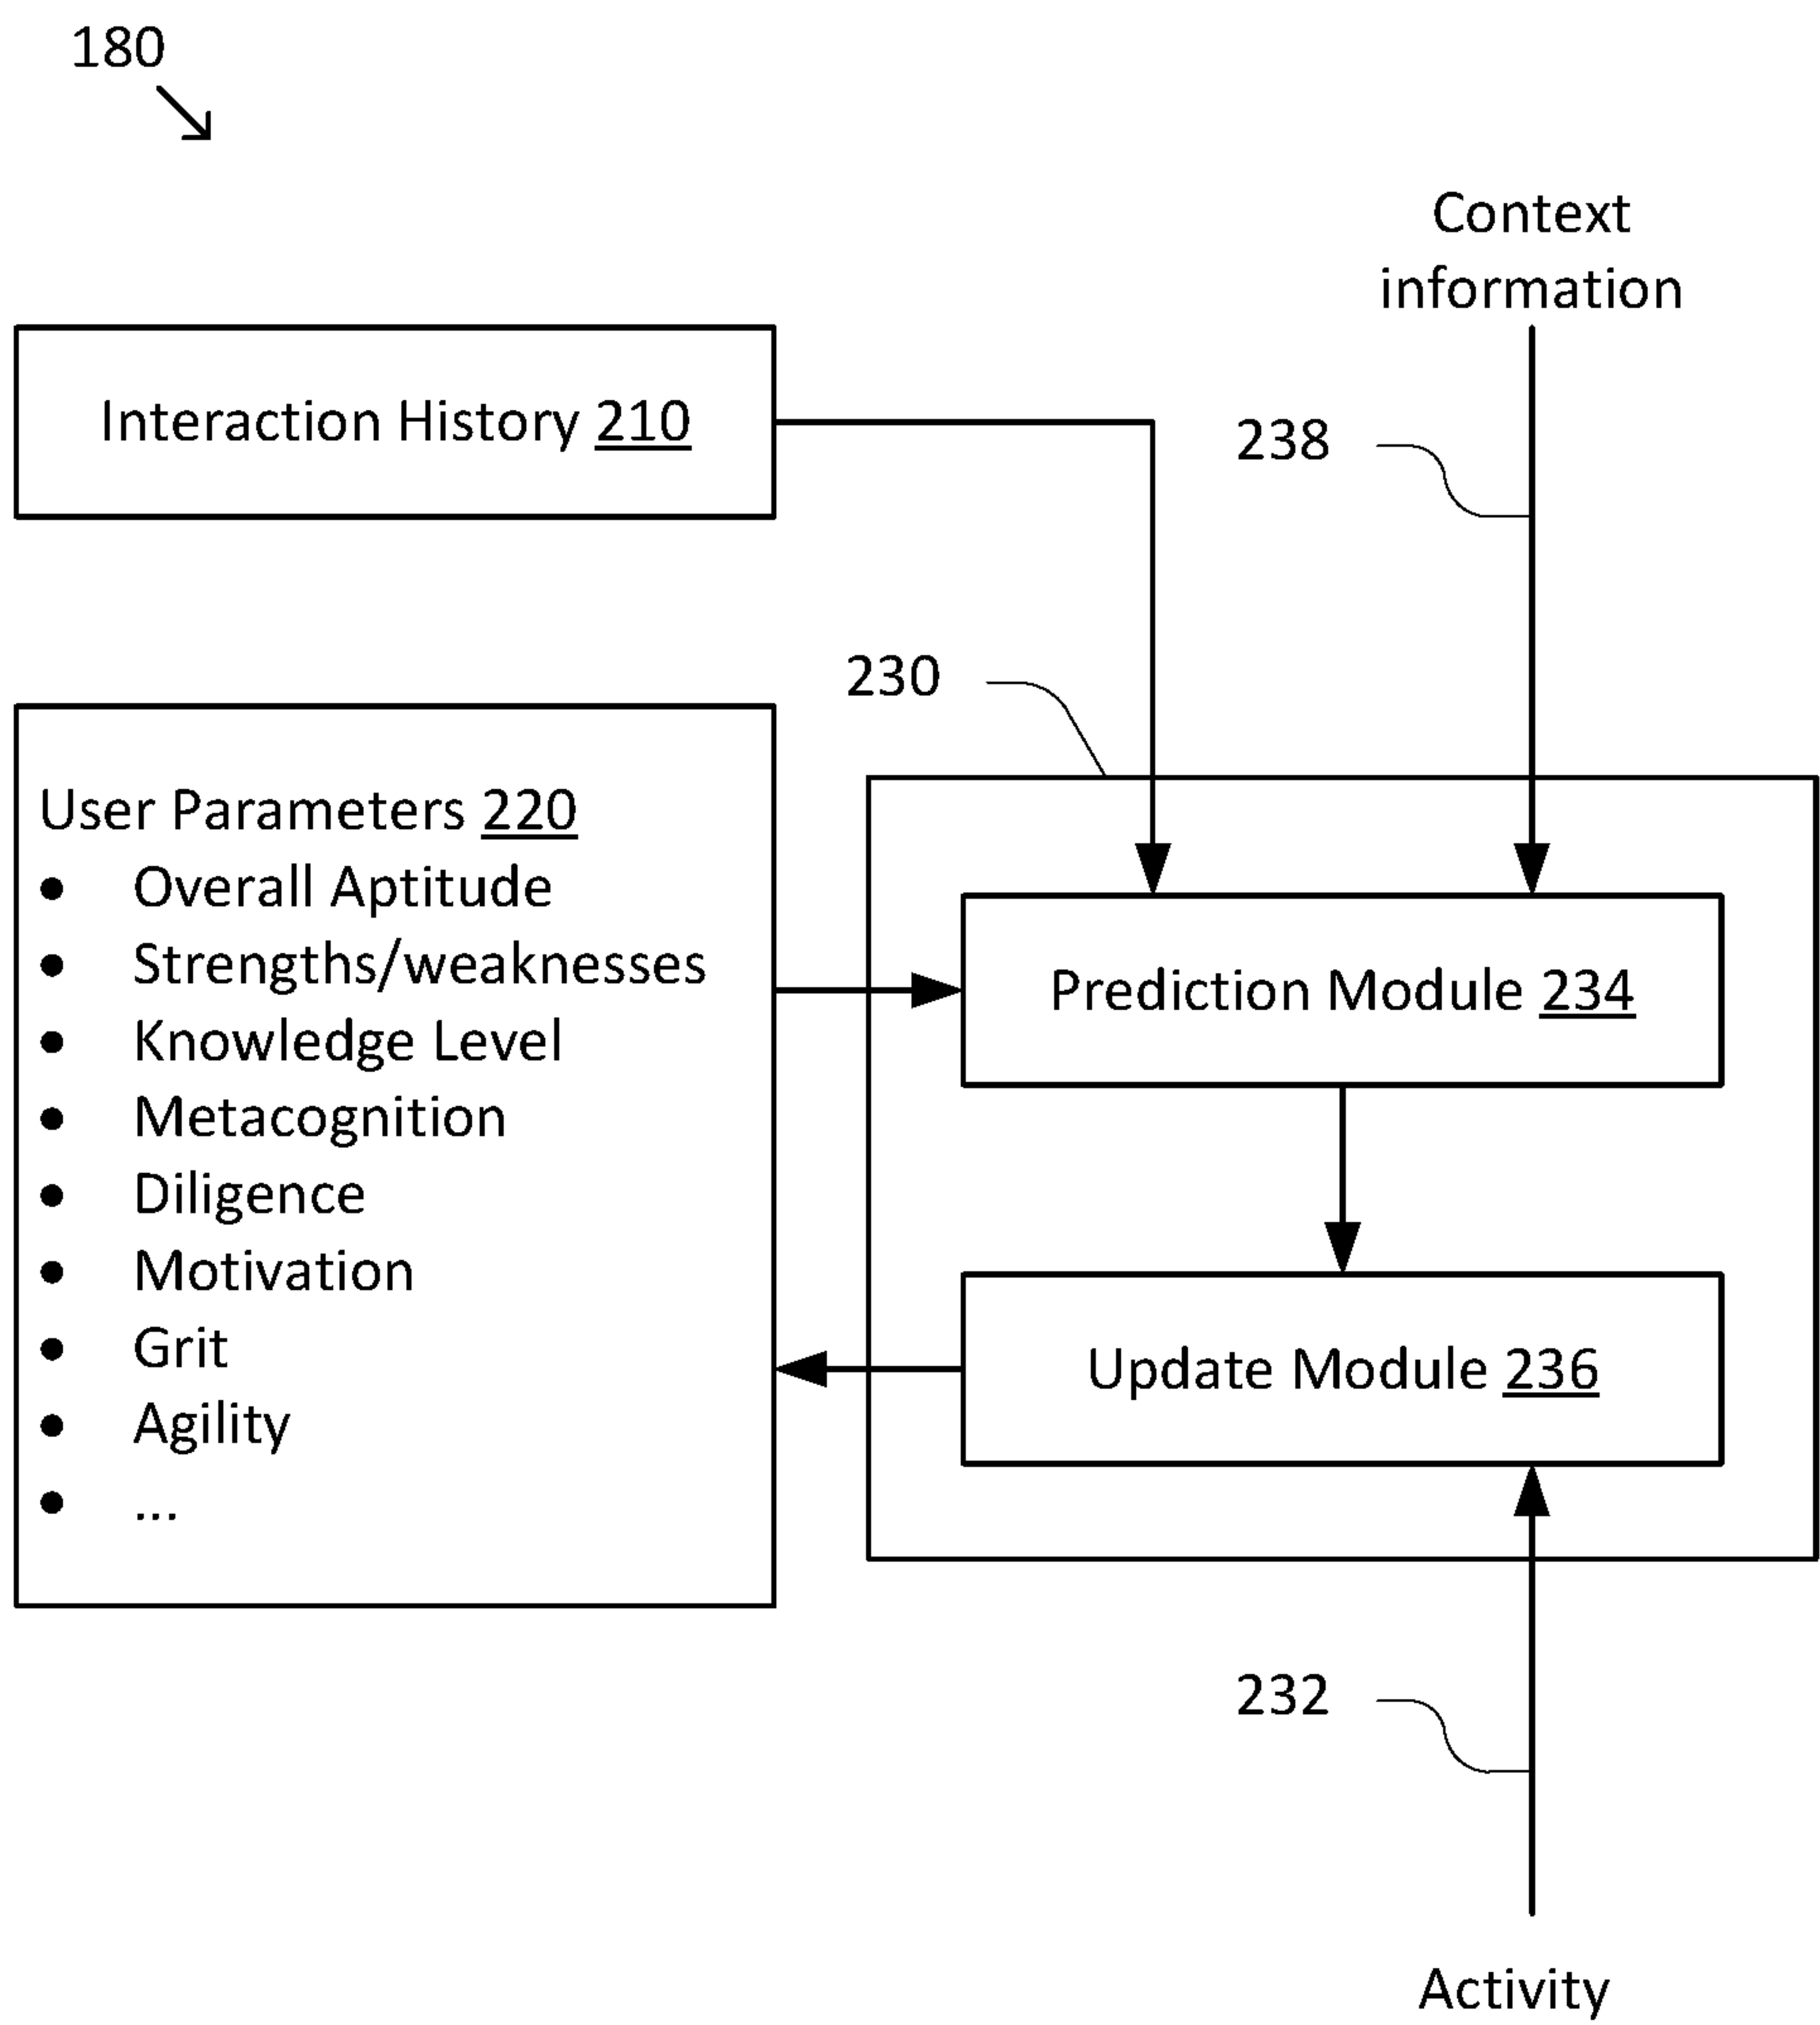 180
Context
information
Interaction History 210
238
230
User Parameters 220
● Overall Aptitude
● Strengths/weaknesses
● Knowledge Level
● Metacognition
● Diligence
● Motivation
● Grit
● Agility
● ...
Prediction Module 234
Update Module 236
232
Activity